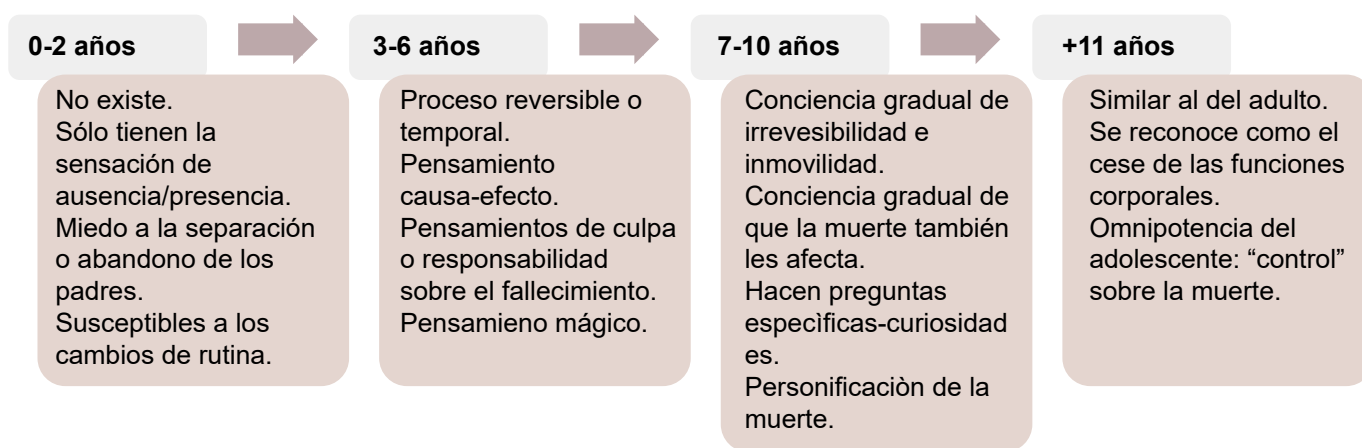 0-2 años
No existe.
Sólo tienen la
sensación de
ausencia/presencia.
Miedo a la separación
o abandono de los
padres.
Susceptibles a los
cambios de rutina.
3-6 años
Proceso reversible o
temporal.
Pensamiento
causa-efecto.
Pensamientos de culpa
o responsabilidad
sobre el fallecimiento.
Pensamieno mágico.
7-10 años
Conciencia gradual de
irrevesibilidad e
inmovilidad.
Conciencia gradual de
que la muerte también
les afecta.
Hacen preguntas
especìficas-curiosidad
es.
Personificaciòn de la
muerte.
+11 años
Similar al del adulto.
Se reconoce como el
cese de las funciones
corporales.
Omnipotencia del
adolescente: “control”
sobre la muerte.